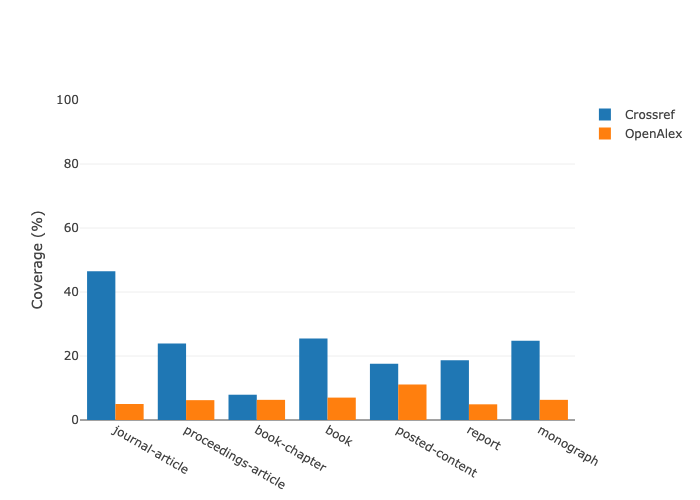 100
80
60
40
20
0
Coverage (%)
journal-article
proceedings-article
book-chapter
book
posted-content
report
monograph
Crossref
OpenAlex